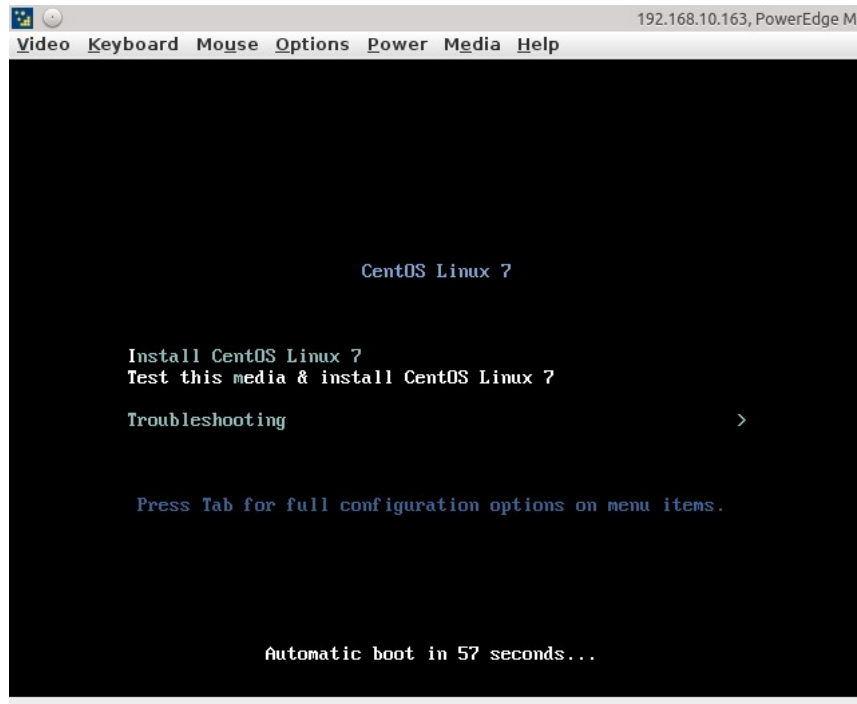 192.168.10.163, PowerEdge M
Video Keyboard Mouse Options Power Media Help
CentOS Linux 7
Install CentOS Linux 7
Test this media & install CentOS Linux 7
Troubleshooting >
Press Tab for full configuration options on menu items.
Automatic boot in 57 seconds...